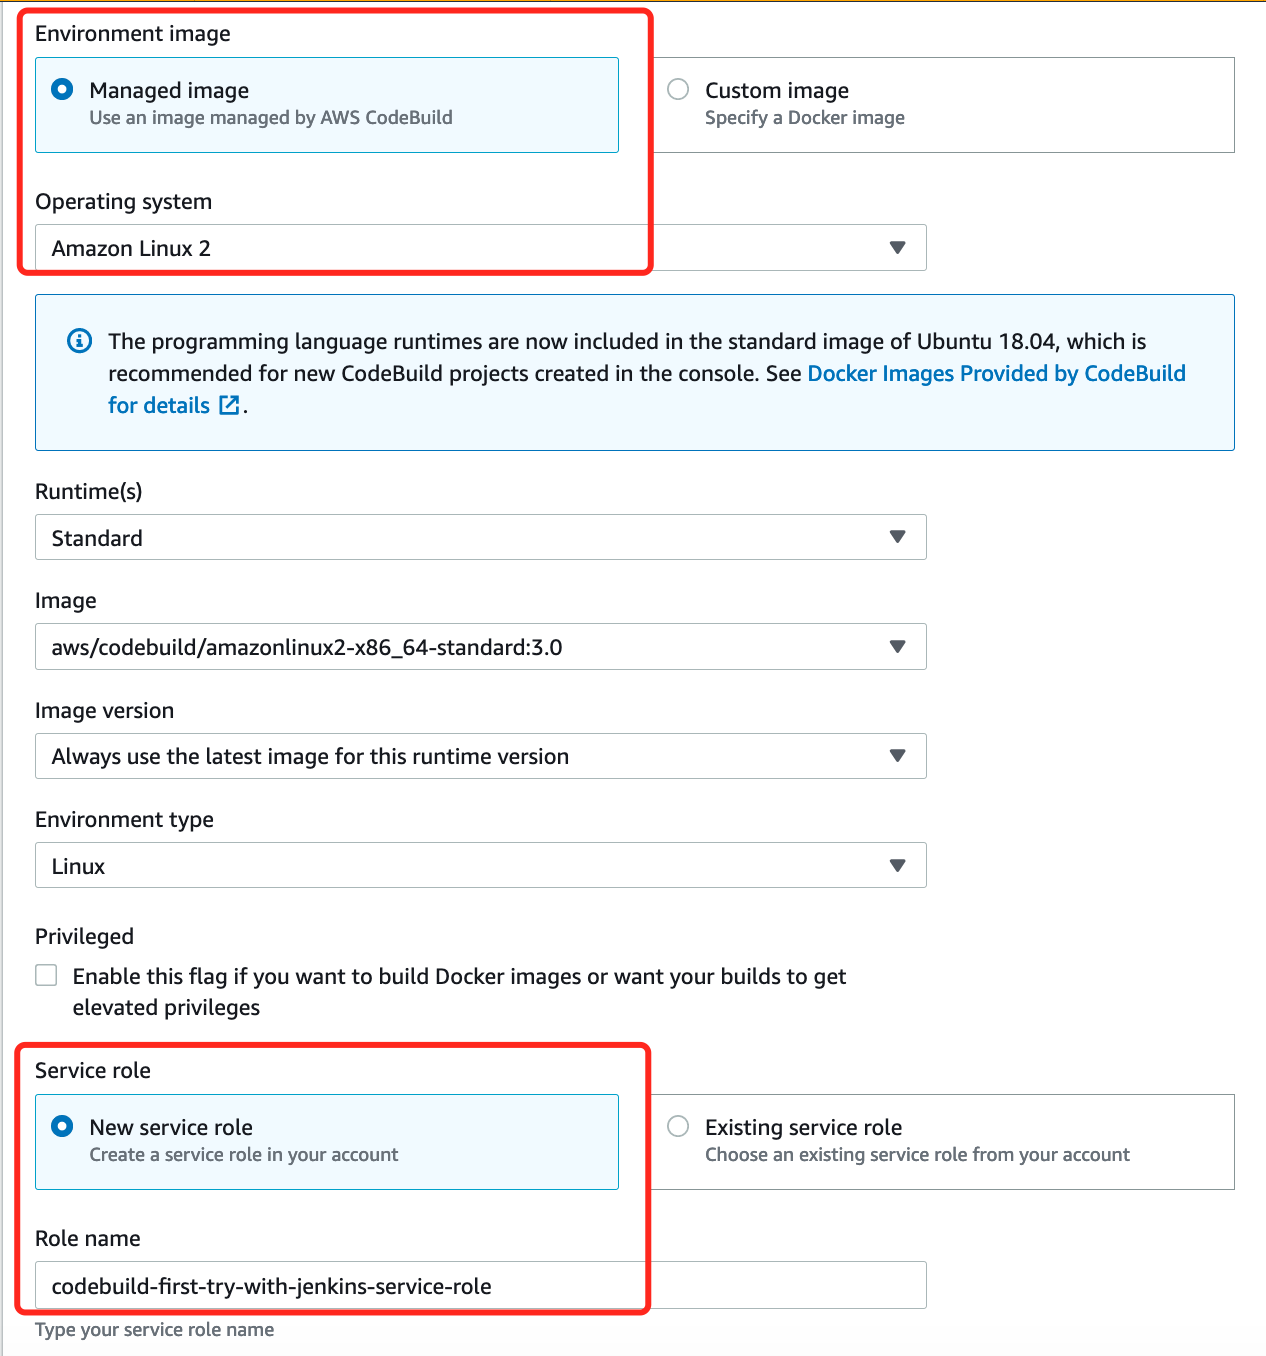 Environment image
Managed image
Use an image managed by AWS CodeBuild
Custom image
Specify a Docker image
Operating system
Amazon Linux 2
The programming language runtimes are now included in the standard image of Ubuntu 18.04, which is
recommended for new CodeBuild projects created in the console. See Docker Images Provided by CodeBuild
for details .
Runtime(s)
Standard
Image
aws/codebuild/amazonlinux2-x86_64-standard:3.0
Image version
Always use the latest image for this runtime version
Environment type
Linux
Privileged
Enable this flag if you want to build Docker images or want your builds to get
elevated privileges
Service role
New service role
Create a service role in your account
Existing service role
Choose an existing service role from your account
Role name
codebuild-first-try-with-jenkins-service-role
Type your service role name